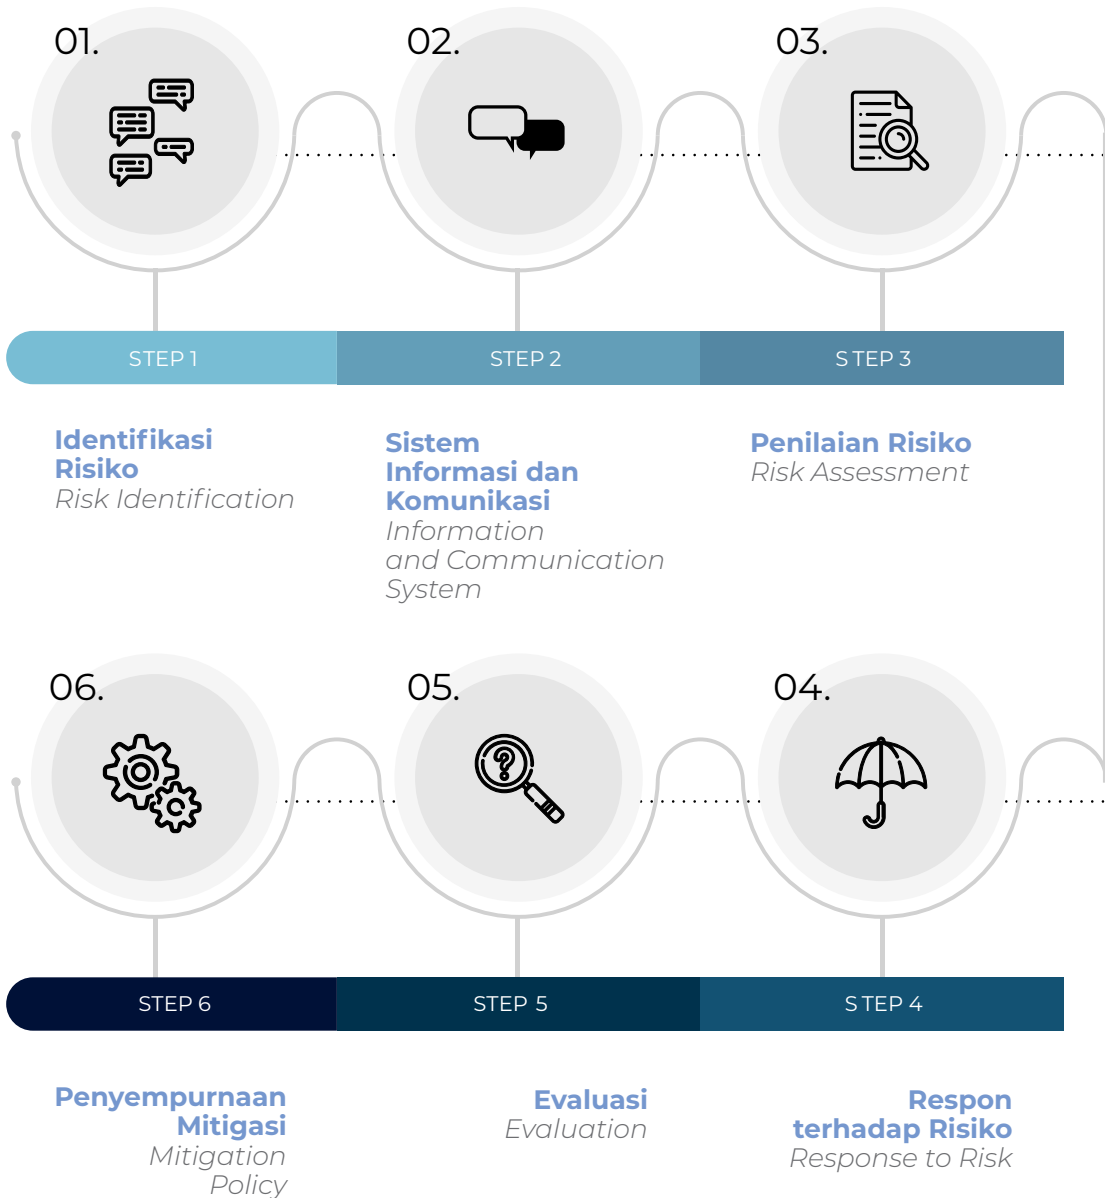 01.
02.
03.
STEP 1
STEP 2
STEP 3
Identifikasi
Risiko
Risk Identification
Sistem
Informasi dan
Komunikasi
Information
and Communication
System
Penilaian Risiko
Risk Assessment
06.
05.
04.
STEP 6
STEP 5
STEP 4
Penyempurnaan
Mitigasi
Mitigation
Policy
Evaluasi
Evaluation
Respon
terhadap Risiko
Response to Risk